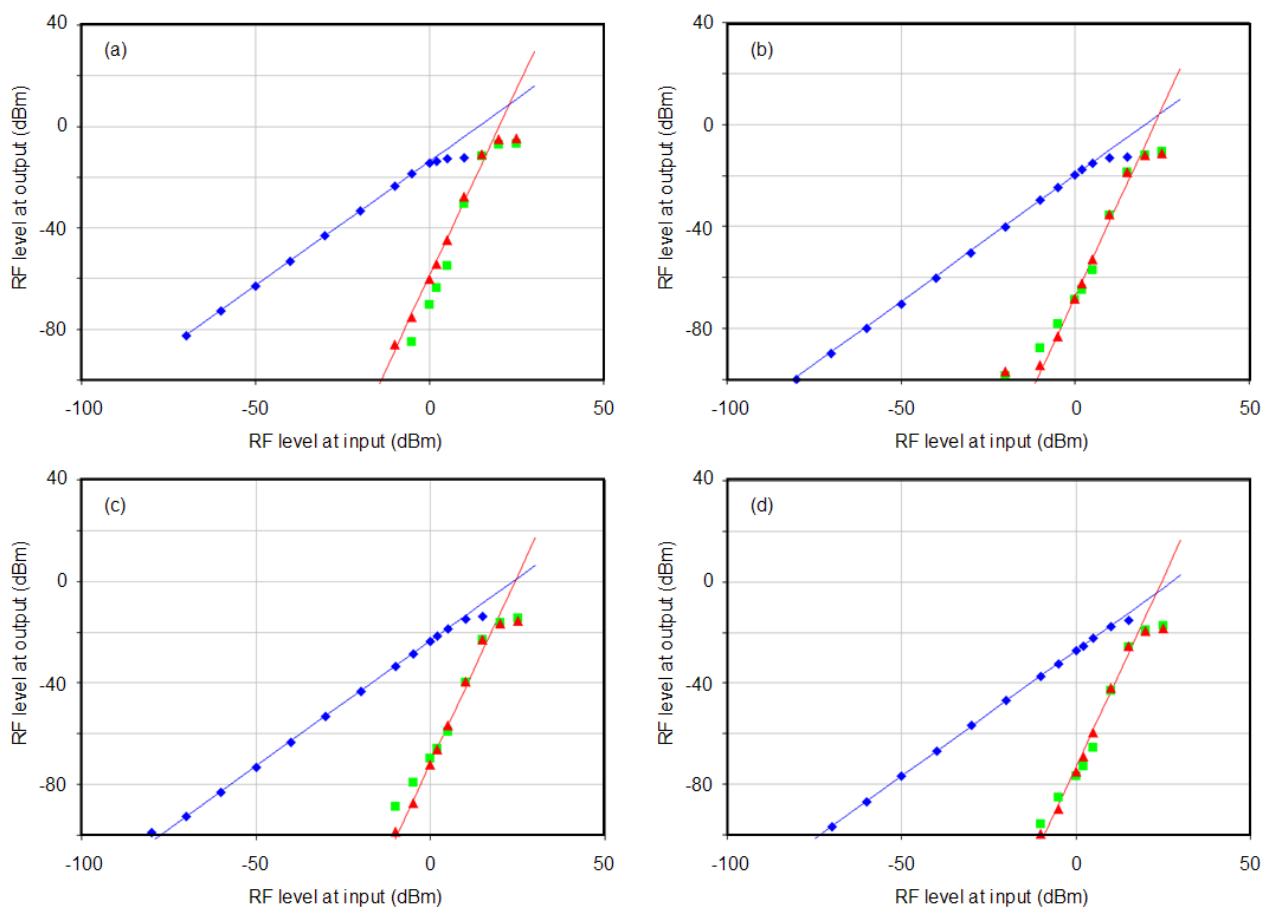 (a)
RF level at output (dBm)
40
0
-40
-80
-100
-50
0
50
RF level at input (dBm)
(b)
RF level at output (dBm)
40
0
-40
-80
-100
-50
0
50
RF level at input (dBm)
(c)
RF level at output (dBm)
40
0
-40
-80
-100
-50
0
50
RF level at input (dBm)
(d)
RF level at output (dBm)
40
0
-40
-80
-100
-50
0
50
RF level at input (dBm)